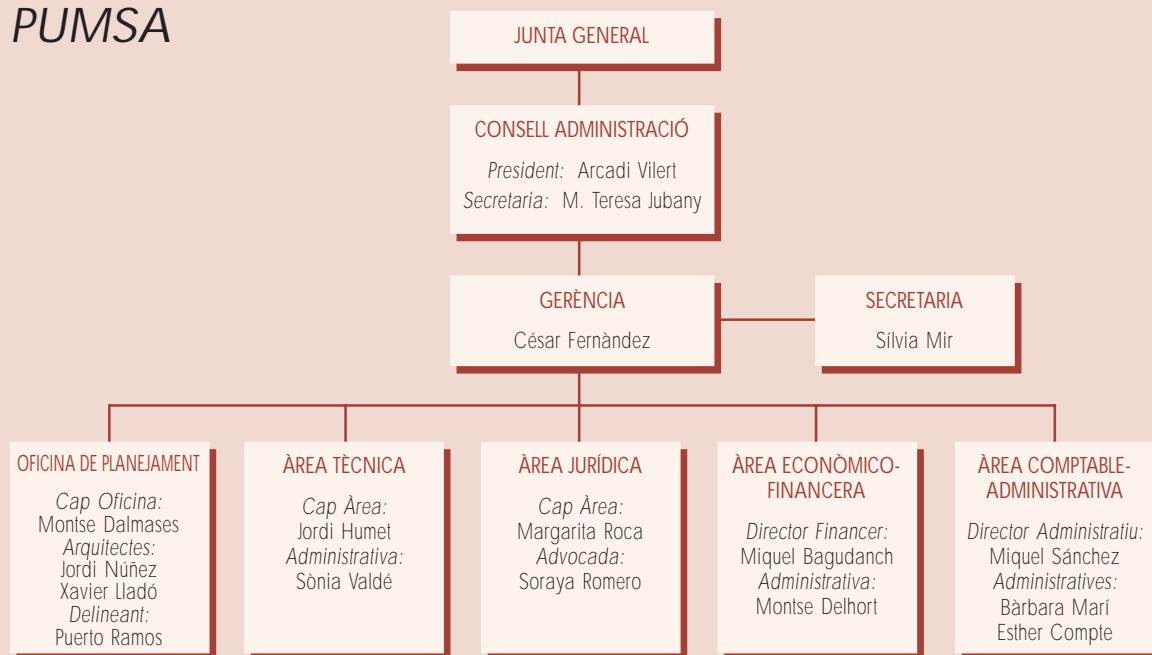 PUMSA
JUNTA GENERAL
CONSELL ADMINISTRACIÓ
President: Arcadi Vilert
Secretaria: M. Teresa Jubany
GERÈNCIA
César Fernàndez
SECRETARIA
Sílvia Mir
OFICINA DE PLANEJAMENT
Cap Oficina:
Montse Dalmases
Arquitectes:
Jordi Núñez
Xavier Lladó
Delineant:
Puerto Ramos
ÀREA TÈCNICA
Cap Àrea:
Jordi Humet
Administrativa:
Sònia Valdé
ÀREA JURÍDICA
Cap Àrea:
Margarita Roca
Advocada:
Soraya Romero
ÀREA ECONÒMICO-
FINANCERA
Director Financer:
Miquel Bagudanch
Administrativa:
Montse Delhort
ÀREA COMPTABLE-
ADMINISTRATIVA
Director Administratiu:
Miquel Sánchez
Administratives:
Bàrbara Marí
Esther Compte